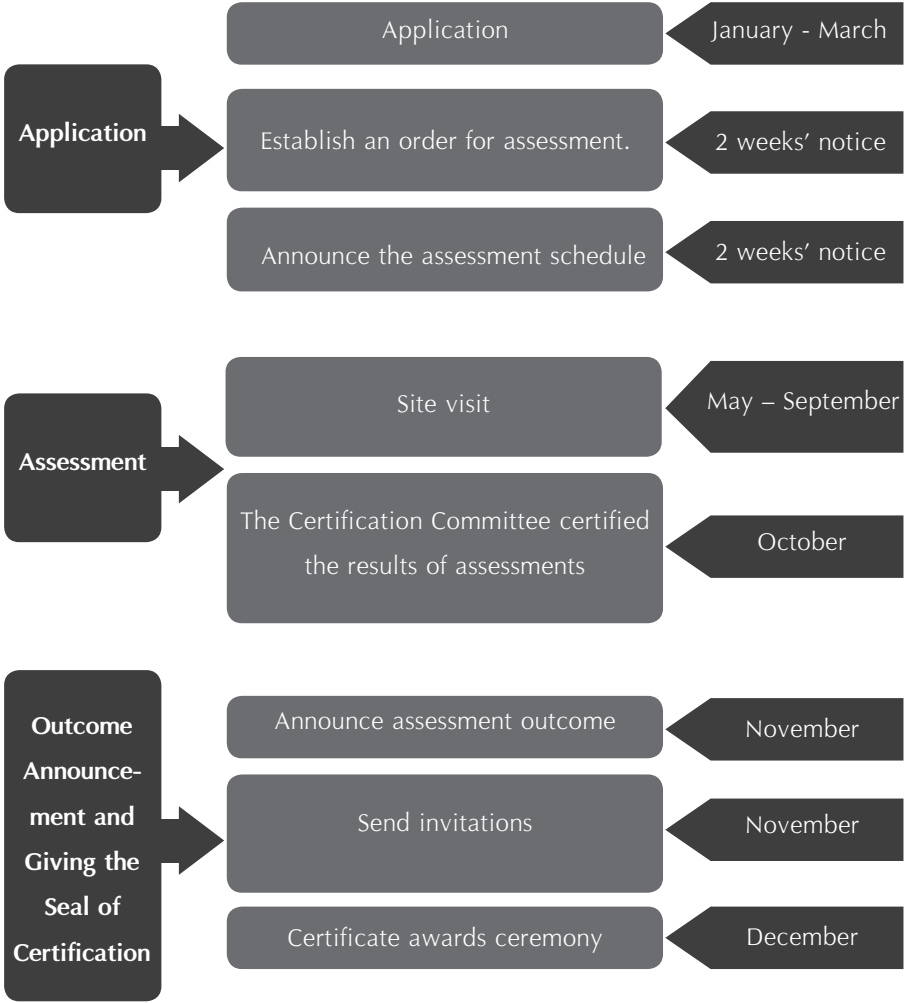 Application
January - March
Application
Establish an order for assessment.
2 weeks’ notice
Announce the assessment schedule
2 weeks’ notice
Assessment
Site visit
May – September
The Certification Committee certified
the results of assessments
October
Outcome
Announce-
ment and
Giving the
Seal of
Certification
Announce assessment outcome
November
Send invitations
November
Certificate awards ceremony
December